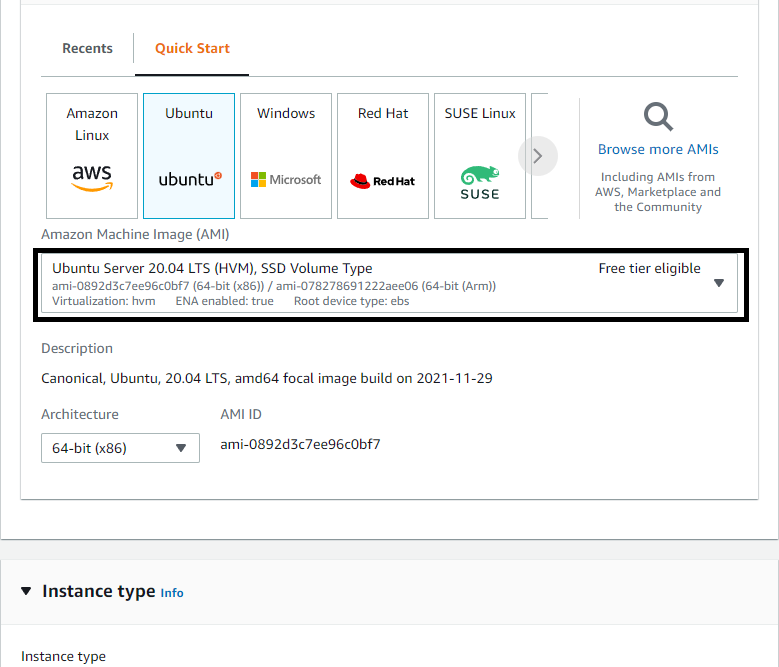 Recents
Quick Start
Amazon
Linux
aws
Ubuntu
ubuntu
Windows
Microsoft
Red Hat
Red Hat
SUSE Linux
SUSE
Browse more AMIs
Including AMIs from
AWS, Marketplace and
the Community
Amazon Machine Image (AMI)
Ubuntu Server 20.04 LTS (HVM), SSD Volume Type
Free tier eligible
ami-0892d3c7ee96c0bf7 (64-bit (x86)) / ami-078278691222aee06 (64-bit (Arm))
Virtualization: hvm ENA enabled: true Root device type: ebs
Description
Canonical, Ubuntu, 20.04 LTS, amd64 focal image build on 2021-11-29
Architecture
AMI ID
64-bit (x86)
ami-0892d3c7ee96c0bf7
Instance type Info
Instance type